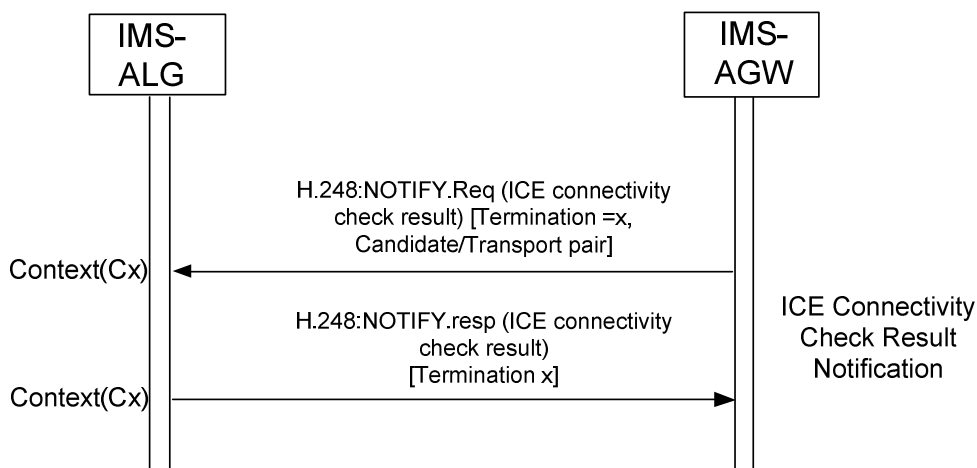 IMS-
ALG
IMS-
AGW
H.248:NOTIFY.Req (ICE connectivity
check result) [Termination =x,
Candidate/Transport pair]
Context(Cx)
H.248:NOTIFY.resp (ICE connectivity
check result)
[Termination x]
Context(Cx)
ICE Connectivity
Check Result
Notification